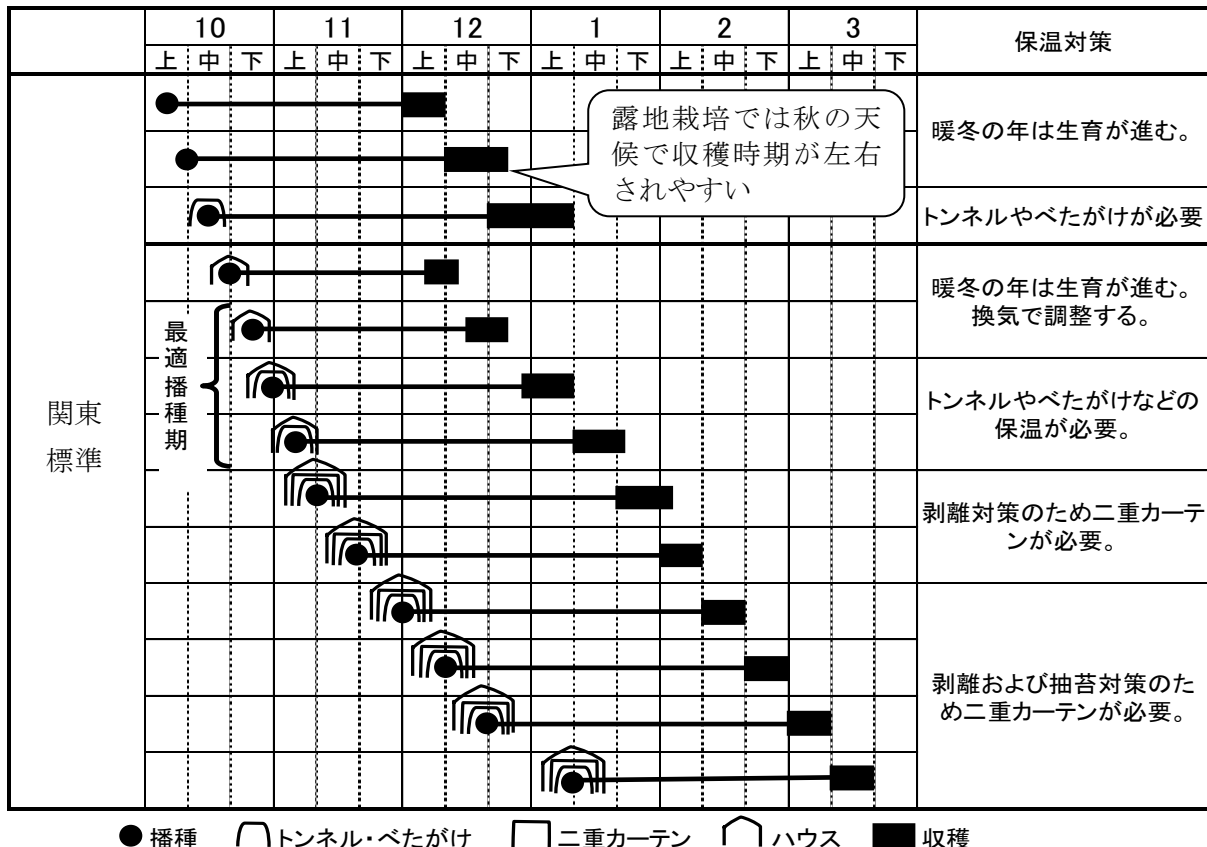 10 11 12 1 2 3 保温対策
上 中 下 上 中 下 上 中 下 上 中 下 上 中 下 上 中 下
露地栽培では秋の天
候で収穫時期が左右
されやすい
暖冬の年は生育が進む。
トンネルやべたがけが必要
暖冬の年は生育が進む。
換気で調整する。
最適播種期
関東
標準
トンネルやべたがけなどの
保温が必要。
剥離対策のため二重カーテ
ンが必要。
剥離および抽苔対策のた
め二重カーテンが必要。
播種 トンネル・べたがけ 二重カーテン ハウス 収穫